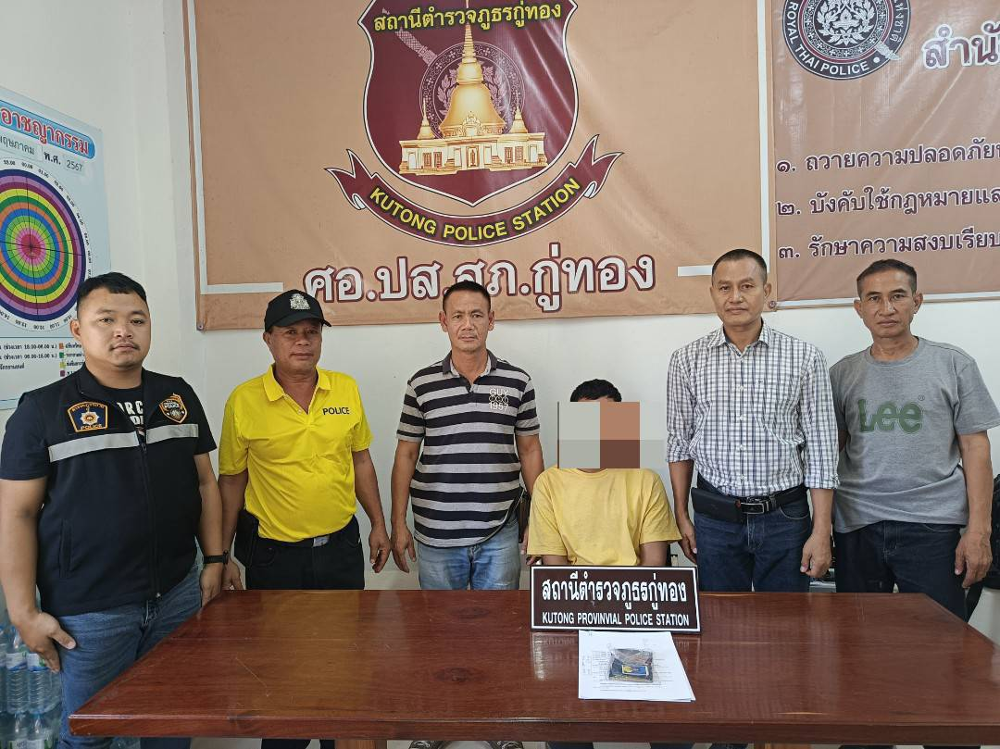 สถานีตำรวจภูธรกู่ทอง
KUTONG POLICE STATION
ศอ.ปส.สภ.กู่ทอง
ROYAL THAI POLICE
สำนั
๑. ถวายความปลอดภัย
๒. บังคับใช้กฎหมายแล
๓. รักษาความสงบเรียบ
อาชญากรรม
พฤษภาคม พ.ศ. 2567
POLICE
POLICE
POLICE
GUY
1957
Lee
สถานีตำรวจภูธรกู่ทอง
KUTONG PROVINVIAL POLICE STATION